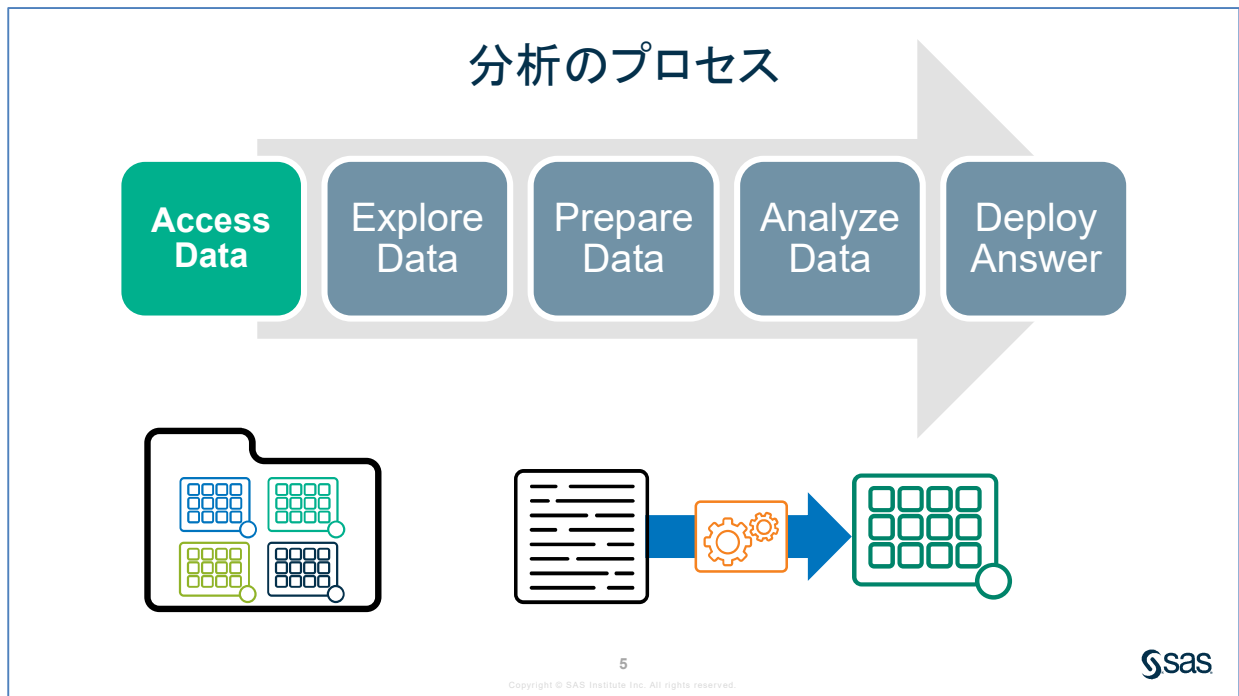 分析のプロセス
Access
Data
Explore
Data
Prepare
Data
Analyze
Data
Deploy
Answer
5
Copyright © SAS Institute Inc. All rights reserved.
sas